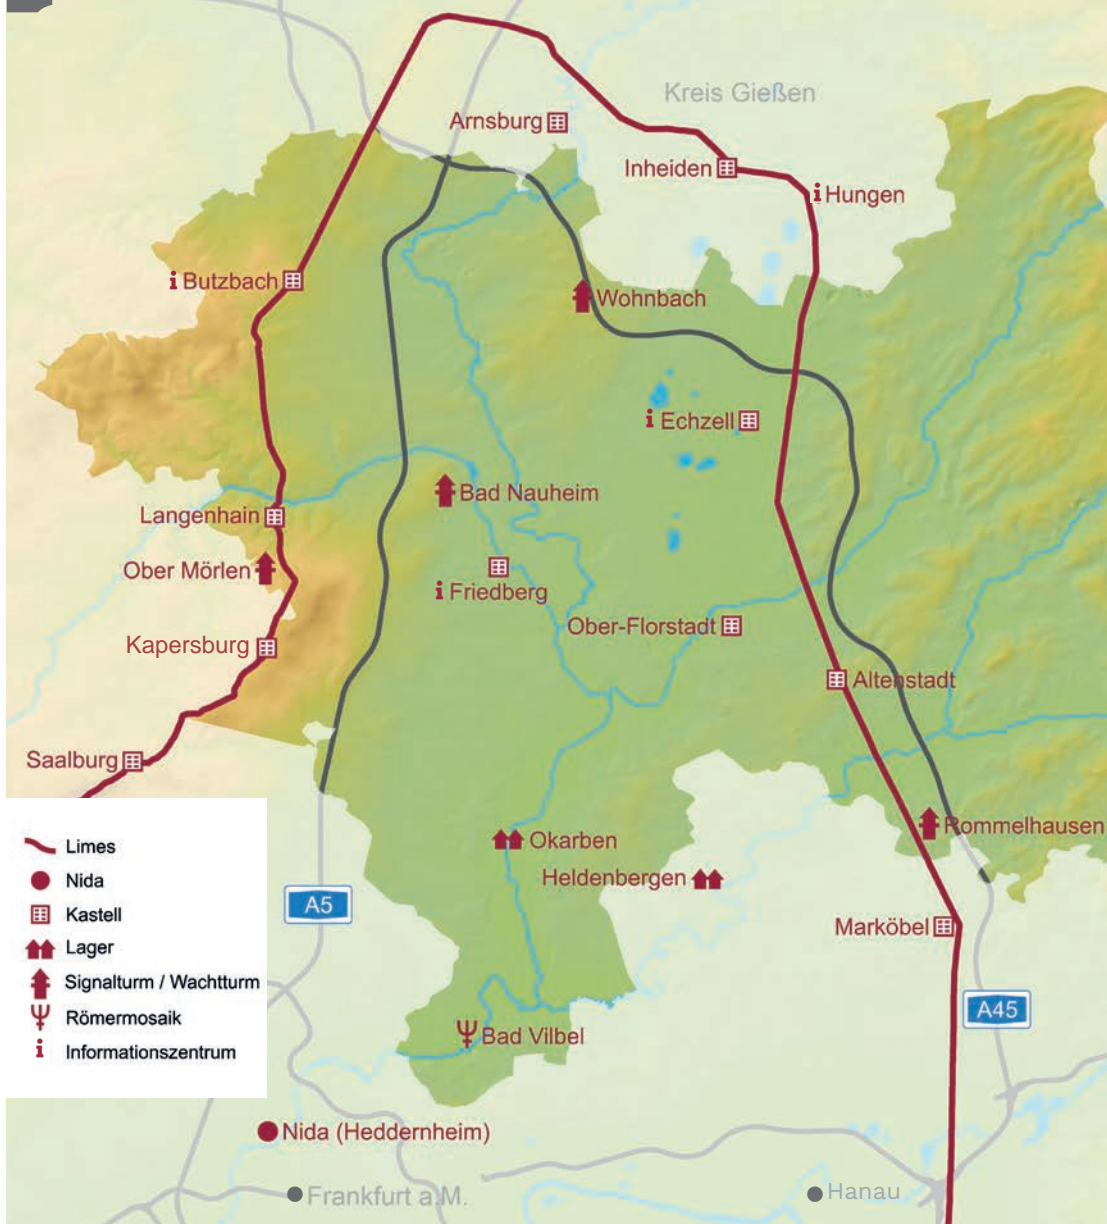 Kreis Gießen
Arnsburg
Inheiden
i Hungen
i Butzbach
Wohnbach
i Echzell
Bad Nauheim
Langenhain
Ober Mörlen
i Friedberg
Ober-Florstadt
Kapersburg
Altenstadt
Saalburg
Rommelhausen
Okarben
Heldenbergen
Limes
Nida
Kastell
Lager
Signalturm / Wachtturm
Römermosaik
i Informationszentrum
A5
Marköbel
A45
Bad Vilbel
Nida (Heddernheim)
Frankfurt a.M.
Hanau